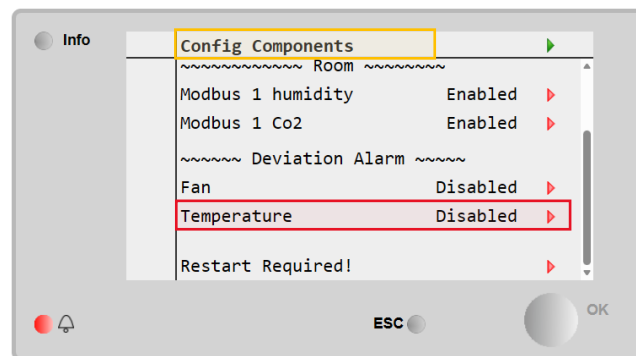 Info
Config Components
~~~~~~~~~~~~ Room ~~~~~~~~
Modbus 1 humidity Enabled
Modbus 1 Co2 Enabled
~~~~~~ Deviation Alarm ~~~~~
Fan Disabled
Temperature Disabled
Restart Required!
ESC
OK